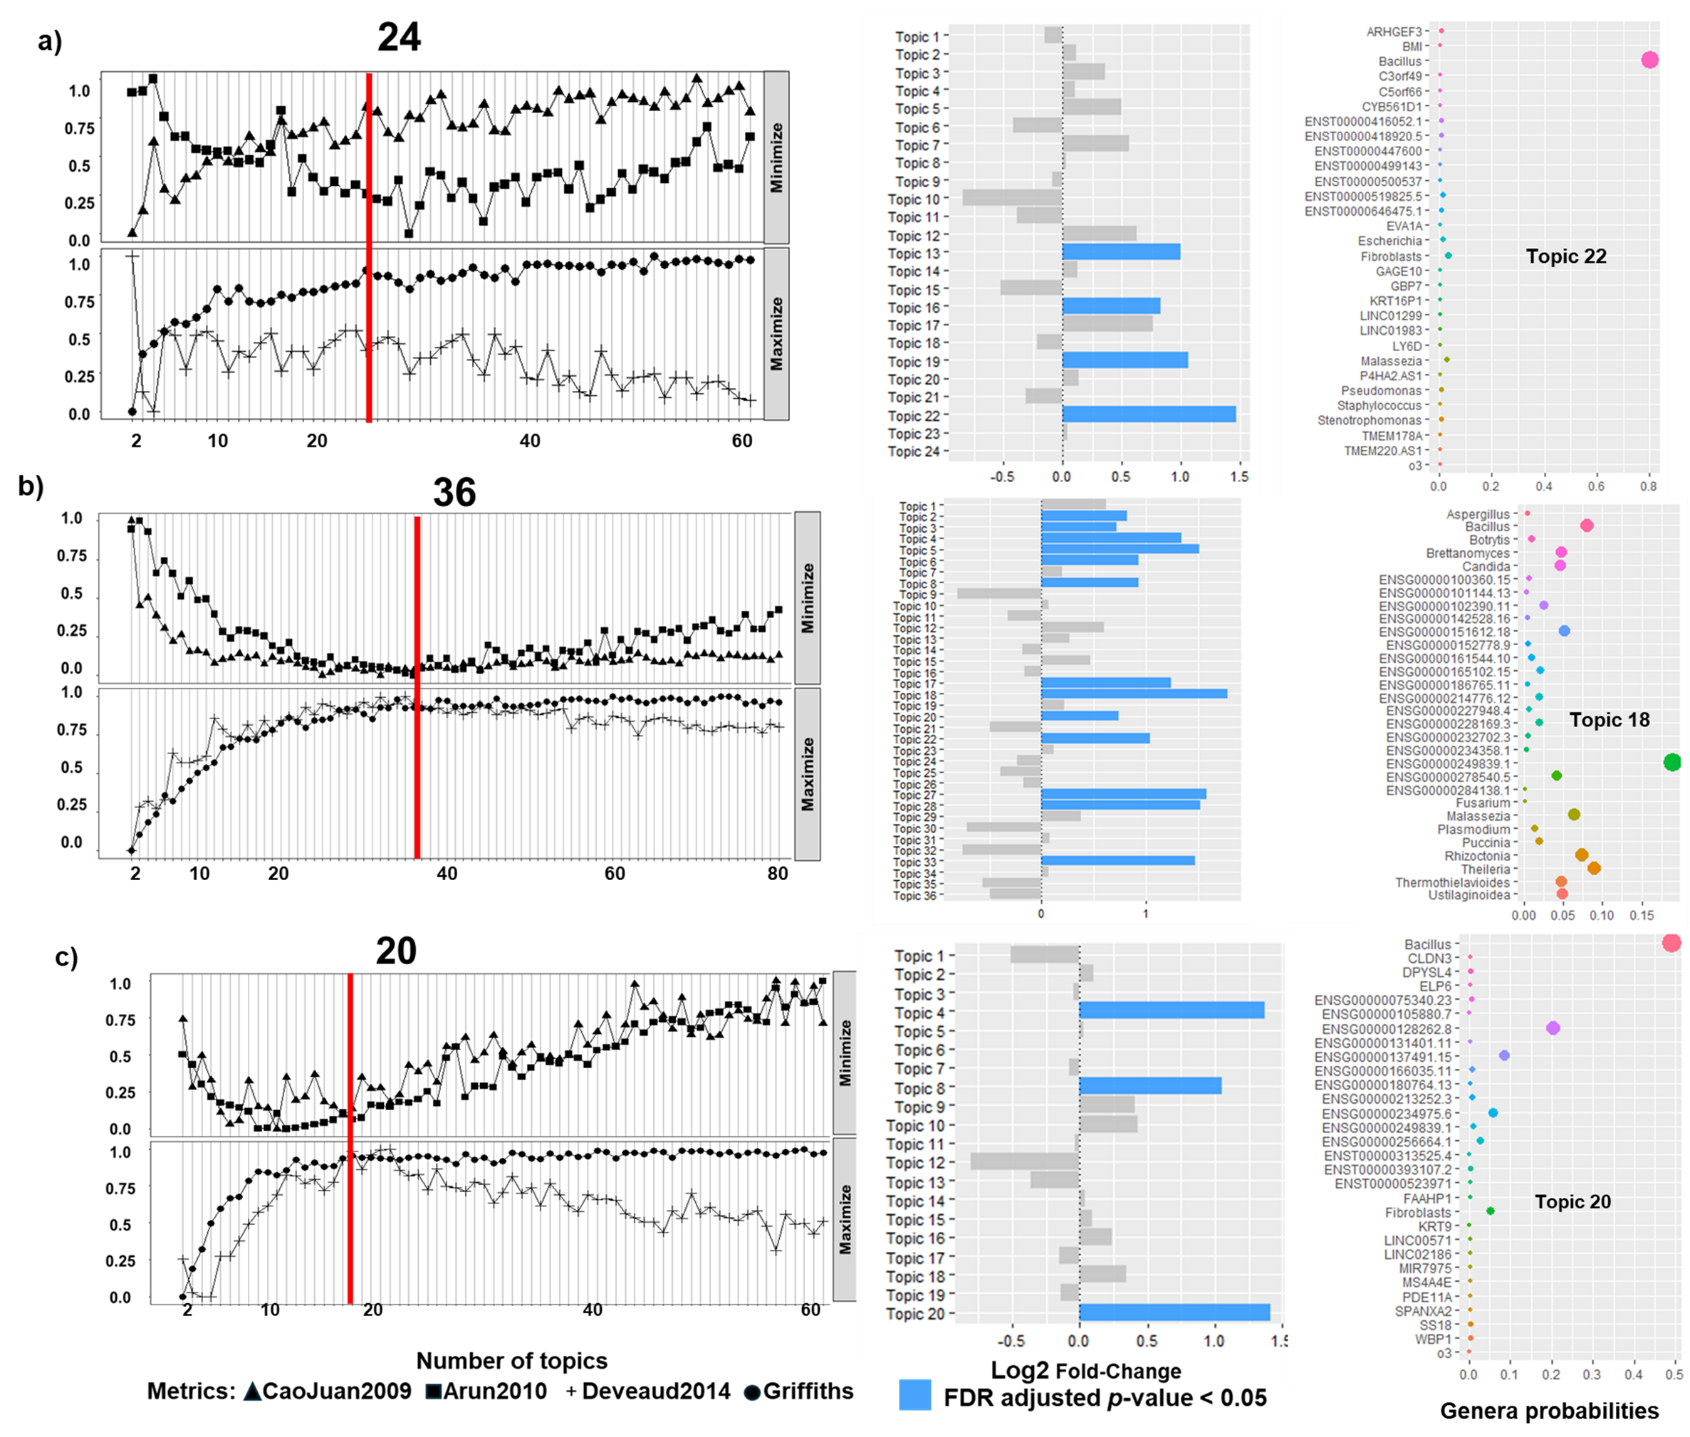 a)
24
1.0
0.75
0.5
0.25
0.0
Minimize
1.0
0.75
0.5
0.25
0.0
Maximize
2 10 20 40 60
Topic 1
Topic 2
Topic 3
Topic 4
Topic 5
Topic 6
Topic 7
Topic 8
Topic 9
Topic 10
Topic 11
Topic 12
Topic 13
Topic 14
Topic 15
Topic 16
Topic 17
Topic 18
Topic 19
Topic 20
Topic 21
Topic 22
Topic 23
Topic 24
-0.5 0.0 0.5 1.0 1.5
ARHGEF3
BMI
Bacillus
C3orf49
C5orf66
CYB561D1
ENST00000416052.1
ENST00000418920.5
ENST00000447600
ENST00000499143
ENST00000500537
ENST00000519825.5
ENST00000646475.1
EVA1A
Escherichia
Fibroblasts
GAGE10
GBP7
KRT16P1
LINC01299
LINC01983
LY6D
Malassezia
P4HA2.AS1
Pseudomonas
Staphylococcus
Stenotrophomonas
TMEM178A
TMEM220.AS1
o3
Topic 22
0.0 0.2 0.4 0.6 0.8
b)
36
1.0
0.75
0.5
0.25
0.0
Minimize
1.0
0.75
0.5
0.25
0.0
Maximize
2 10 20 40 60 80
Topic 1
Topic 2
Topic 3
Topic 4
Topic 5
Topic 6
Topic 7
Topic 8
Topic 9
Topic 10
Topic 11
Topic 12
Topic 13
Topic 14
Topic 15
Topic 16
Topic 17
Topic 18
Topic 19
Topic 20
Topic 21
Topic 22
Topic 23
Topic 24
Topic 25
Topic 26
Topic 27
Topic 28
Topic 29
Topic 30
Topic 31
Topic 32
Topic 33
Topic 34
Topic 35
Topic 36
0 1
Aspergillus
Bacillus
Botrytis
Brettanomyces
Candida
ENSG00000100360.15
ENSG00000101144.13
ENSG00000102390.11
ENSG00000142528.16
ENSG00000151612.18
ENSG00000152778.9
ENSG00000161544.10
ENSG00000165102.15
ENSG00000186765.11
ENSG00000214776.12
ENSG00000227948.4
ENSG00000228169.3
ENSG00000232702.3
ENSG00000234358.1
ENSG00000249839.1
ENSG00000278540.5
ENSG00000284138.1
Fusarium
Malassezia
Plasmodium
Puccinia
Rhizoctonia
Theileria
Thermothielavioides
Ustilaginoidea
Topic 18
0.00 0.05 0.10 0.15
c)
20
1.0
0.75
0.5
0.25
0.0
Minimize
1.0
0.75
0.5
0.25
0.0
Maximize
2 10 20 40 60
Number of topics
Metrics: CaoJuan2009 Arun2010 Deveaud2014 Griffiths
Topic 1
Topic 2
Topic 3
Topic 4
Topic 5
Topic 6
Topic 7
Topic 8
Topic 9
Topic 10
Topic 11
Topic 12
Topic 13
Topic 14
Topic 15
Topic 16
Topic 17
Topic 18
Topic 19
Topic 20
-0.5 0.0 0.5 1.0 1.5
Log2 Fold-Change
FDR adjusted p-value < 0.05
Bacillus
CLDN3
DPYSL4
ELP6
ENSG00000075340.23
ENSG00000105880.7
ENSG00000128262.8
ENSG00000131401.11
ENSG00000137491.15
ENSG00000166035.11
ENSG00000180764.13
ENSG00000213252.3
ENSG00000234975.6
ENSG00000249839.1
ENSG00000256664.1
ENST00000313525.4
ENST00000393107.2
ENST00000523971
FAAHP1
Fibroblasts
KRT9
LINC00571
LINC02186
MIR7975
MS4A4E
PDE11A
SPANXA2
SS18
WBP1
o3
Topic 20
0.0 0.1 0.2 0.3 0.4 0.5
Genera probabilities